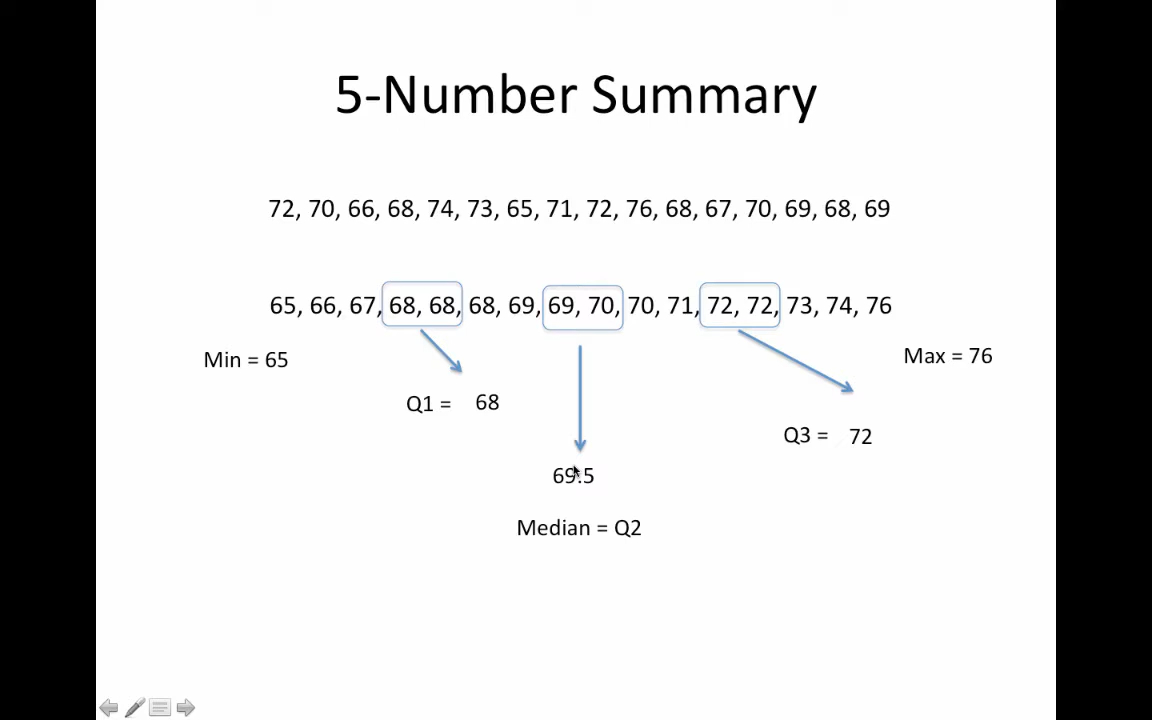 5-Number Summary
72, 70, 66, 68, 74, 73, 65, 71, 72, 76, 68, 67, 70, 69, 68, 69
65, 66, 67, 68, 68, 68, 69, 69, 70, 70, 71, 72, 72, 73, 74, 76
Min = 65
Max = 76
Q1 = 68
Q3 = 72
69.5
Median = Q2